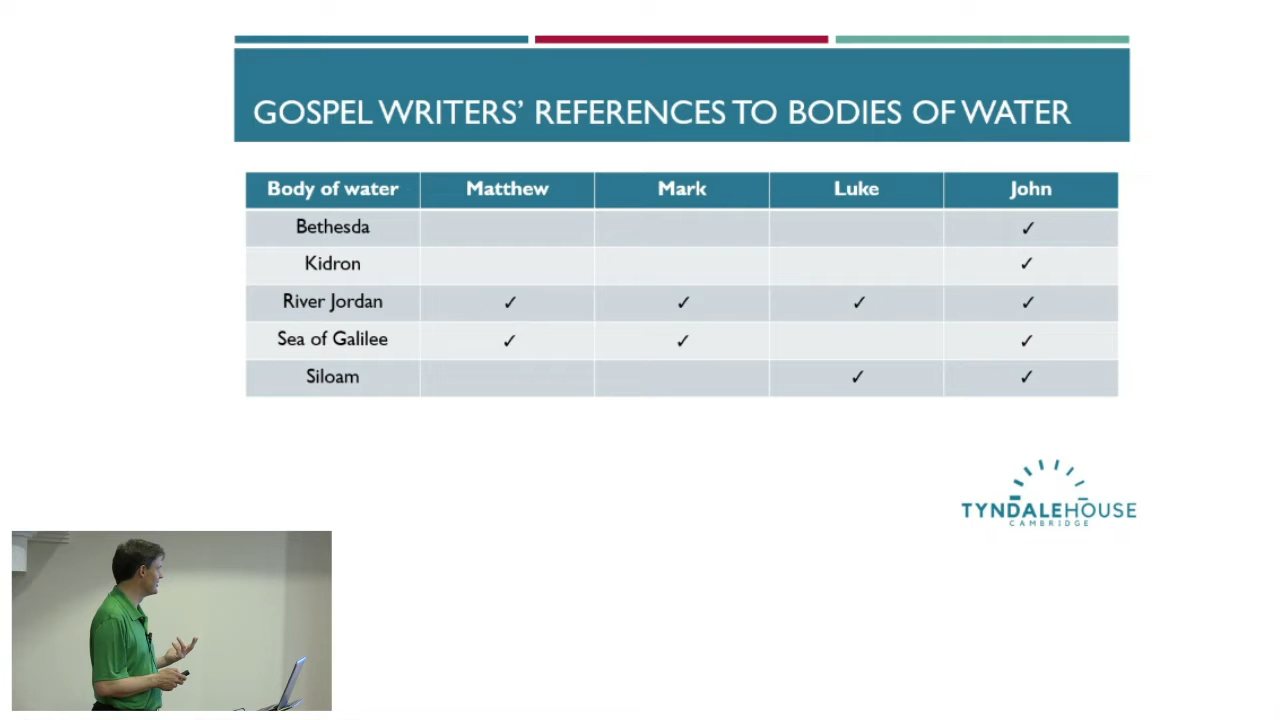 GOSPEL WRITERS' REFERENCES TO BODIES OF WATER
Body of water Matthew Mark Luke John
Bethesda ✓
Kidron ✓
River Jordan ✓ ✓ ✓ ✓
Sea of Galilee ✓ ✓ ✓
Siloam ✓ ✓
TYNDALEHOUSE
CAMBRIDGE